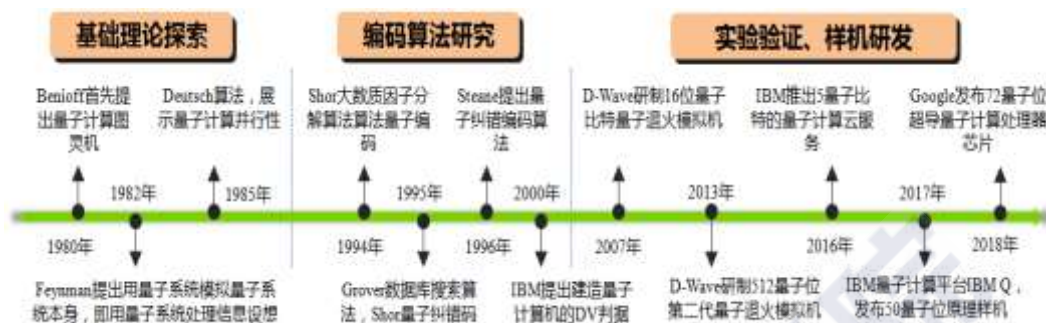 基础理论探索
编码算法研究
实验验证、样机研发
Benioff首先提
出量子计算图
灵机
Deutsch算法，展
示量子计算并行性
Shor大数质因子分
解算法算法量子编
码
Steane提出量
子纠错编码算
法
D-Wave研制16位量子
比特量子退火模拟机
IBM推出5量子比
特的量子计算云服
务
Google发布72量子位
超导量子计算处理器
芯片
1982年
1985年
1995年
2000年
2013年
2017年
1980年
1994年
1996年
2007年
2016年
2018年
Feynman提出用量子系统模拟量子系
统本身，即用量子系统处理信息设想
Grover数据库搜索算
法，Shor量子纠错码
IBM提出建造量子
计算机的DV判据
D-Wave研制512量子位
第二代量子退火模拟机
IBM量子计算平台IBM Q，
发布50量子位原理样机